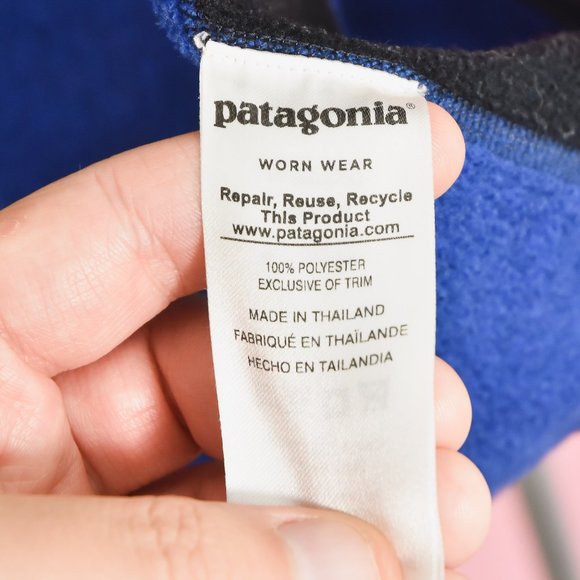 patagonia®
WORN WEAR
Repair, Reuse, Recycle
This Product
www.patagonia.com
100% POLYESTER
EXCLUSIVE OF TRIM
MADE IN THAILAND
FABRIQUÉ EN THAÏLANDE
HECHO EN TAILANDIA